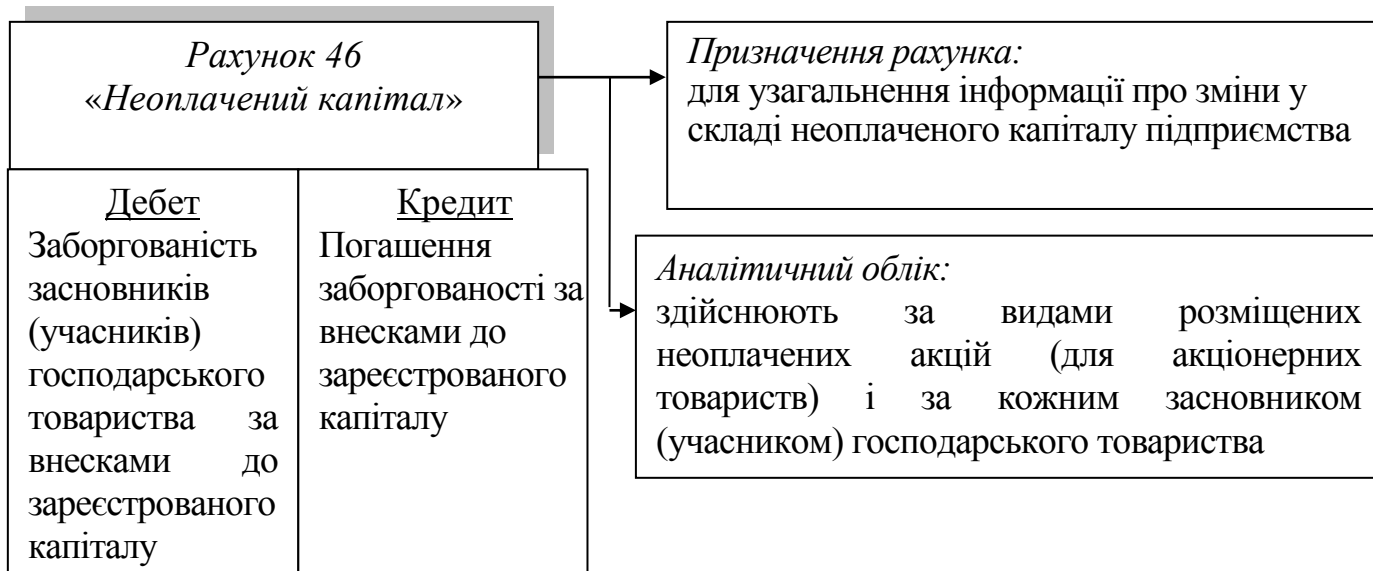 Рахунок 46
«Неоплачений капітал»
Призначення рахунка:
для узагальнення інформації про зміни у
складі неоплаченого капіталу підприємства
Дебет
Заборгованість
засновників
(учасників)
господарського
товариства за
внесками до
зареєстрованого
капіталу
Кредит
Погашення
заборгованості за
внесками до
зареєстрованого
капіталу
Аналітичний облік:
здійснюють за видами розміщених
неоплачених акцій (для акціонерних
товариств) і за кожним засновником
(учасником) господарського товариства